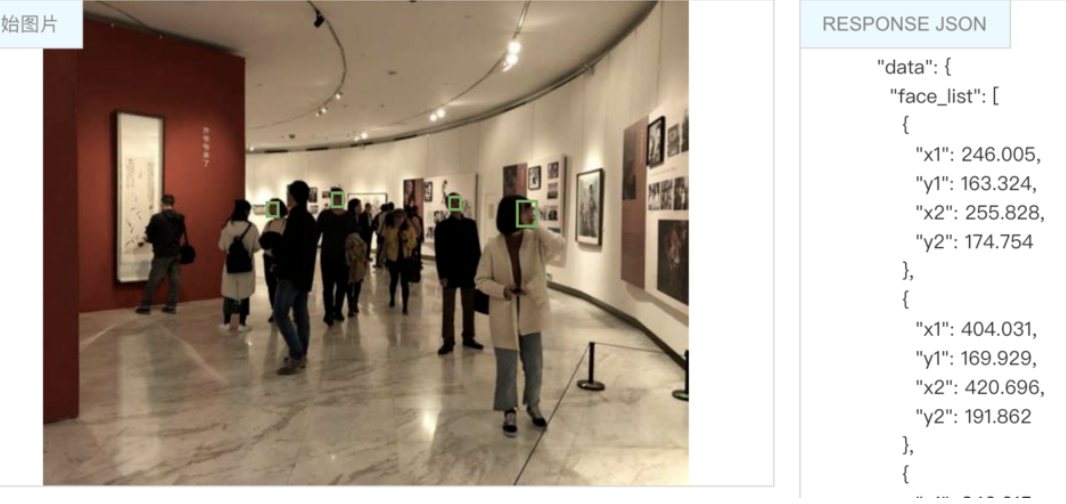 始图片
RESPONSE JSON
"data": {
"face_list": [
{
"x1": 246.005,
"y1": 163.324,
"x2": 255.828,
"y2": 174.754
},
{
"x1": 404.031,
"y1": 169.929,
"x2": 420.696,
"y2": 191.862
},
{